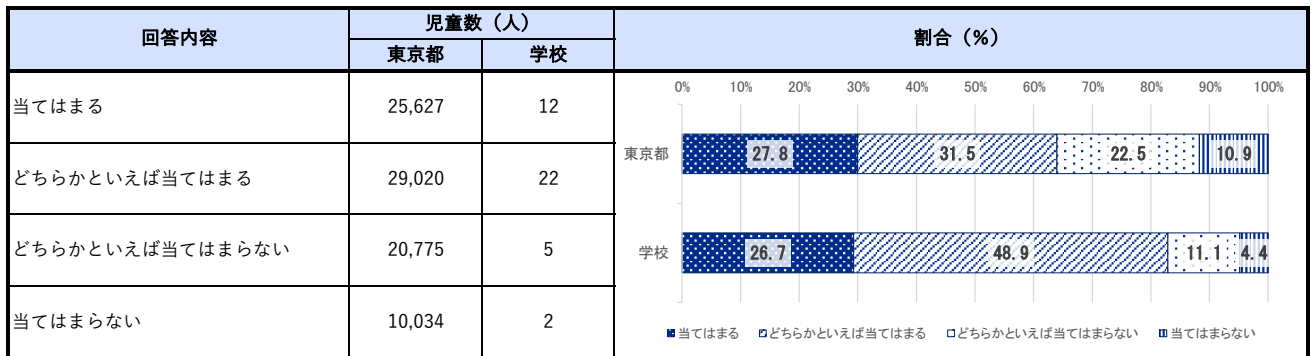 回答内容 児童数（人） 割合（%）
東京都 学校
当てはまる 25,627 12
どちらかといえば当てはまる 29,020 22
どちらかといえば当てはまらない 20,775 5
当てはまらない 10,034 2
0% 10% 20% 30% 40% 50% 60% 70% 80% 90% 100%
東京都 27.8 31.5 22.5 10.9
学校 26.7 48.9 11.1 4.4
当てはまる どちらかといえば当てはまる どちらかといえば当てはまらない 当てはまらない